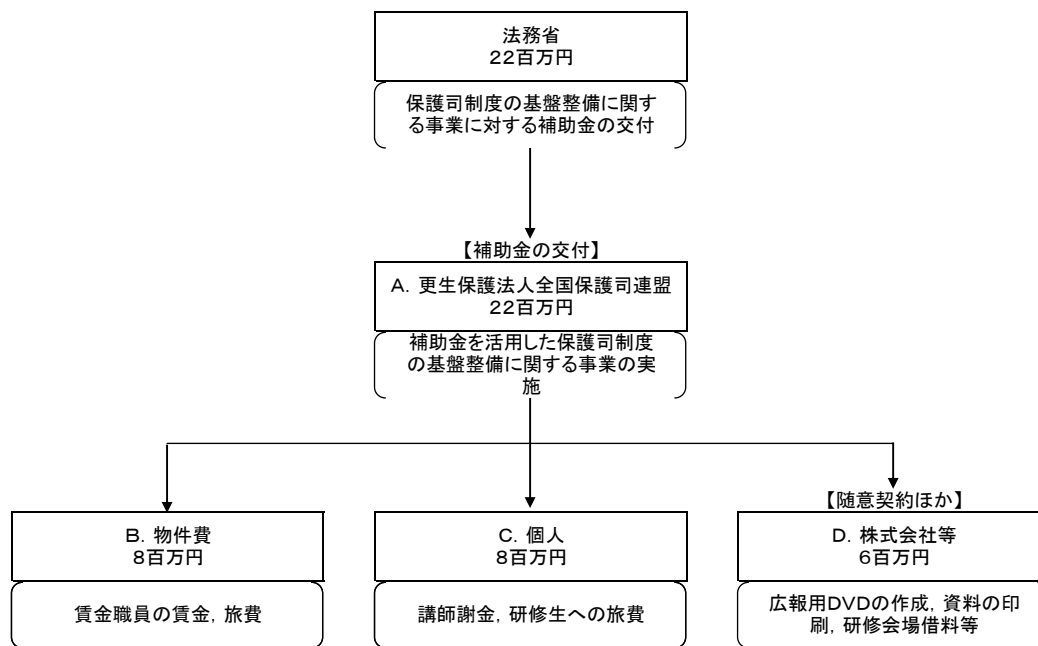 法務省
22百万円
保護司制度の基盤整備に関す
る事業に対する補助金の交付
【補助金の交付】
A. 更生保護法人全国保護司連盟
22百万円
補助金を活用した保護司制度
の基盤整備に関する事業の実
施
B. 物件費
8百万円
賃金職員の賃金, 旅費
C. 個人
8百万円
講師謝金, 研修生への旅費
【随意契約ほか】
D. 株式会社等
6百万円
広報用DVDの作成, 資料の印
刷, 研修会場借料等